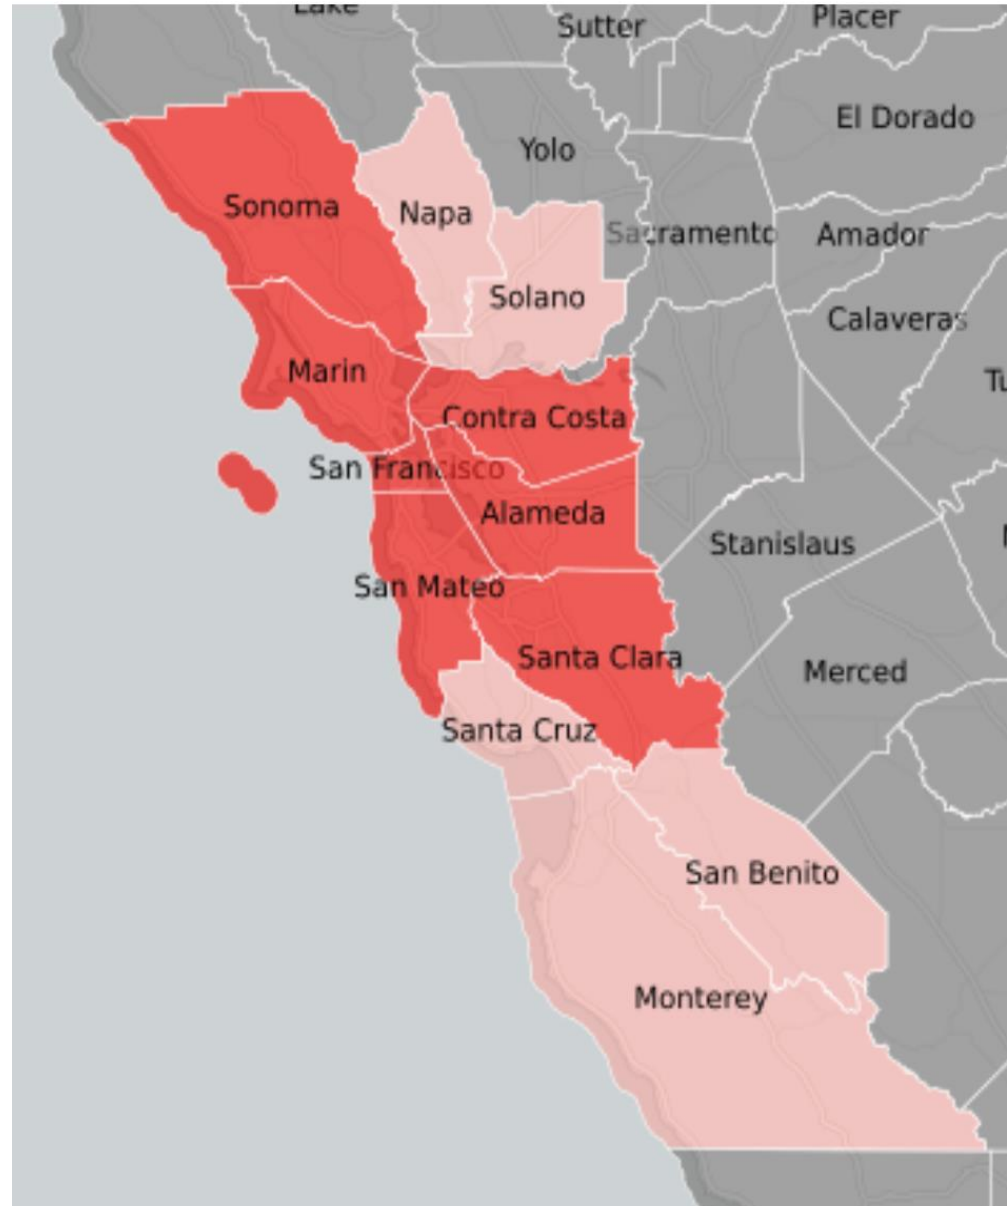 Lake
Placer
Sutter
El Dorado
Yolo
Sonoma
Napa
Sacramento
Amador
Solano
Calaveras
Marin
Contra Costa
San Francisco
Alameda
Stanislaus
San Mateo
Santa Clara
Merced
Santa Cruz
San Benito
Monterey